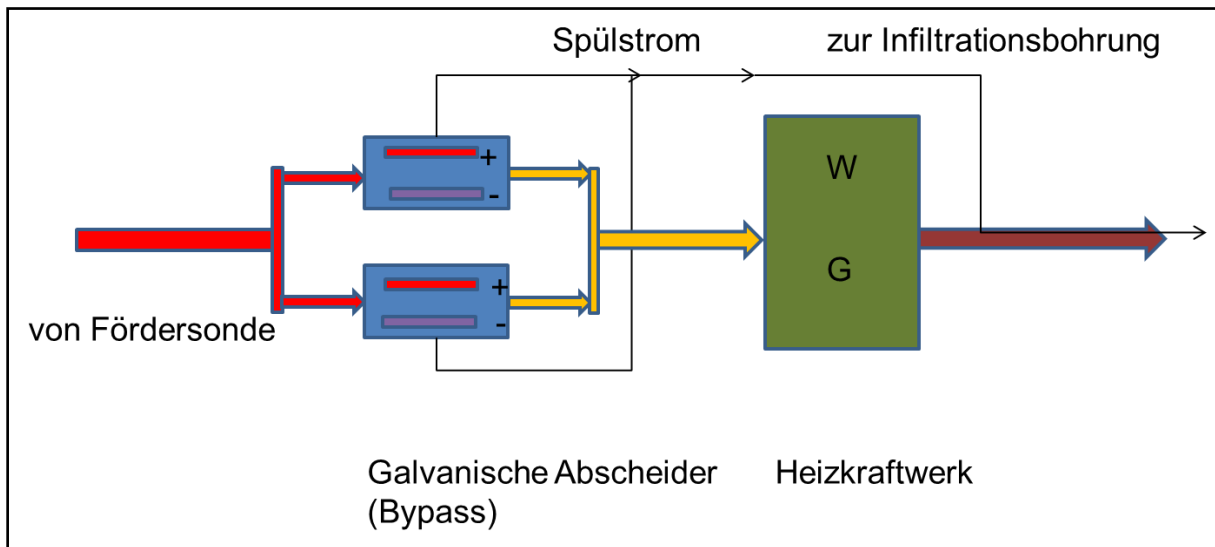 Spülstrom
zur Infiltrationsbohrung
+
-
W
G
+
-
von Fördersonde
Galvanische Abscheider
(Bypass)
Heizkraftwerk